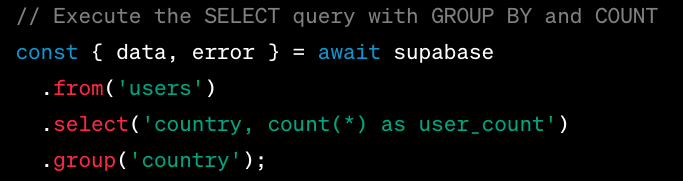 // Execute the SELECT query with GROUP BY and COUNT
const { data, error } = await supabase
  .from('users')
  .select('country, count(*) as user_count')
  .group('country');